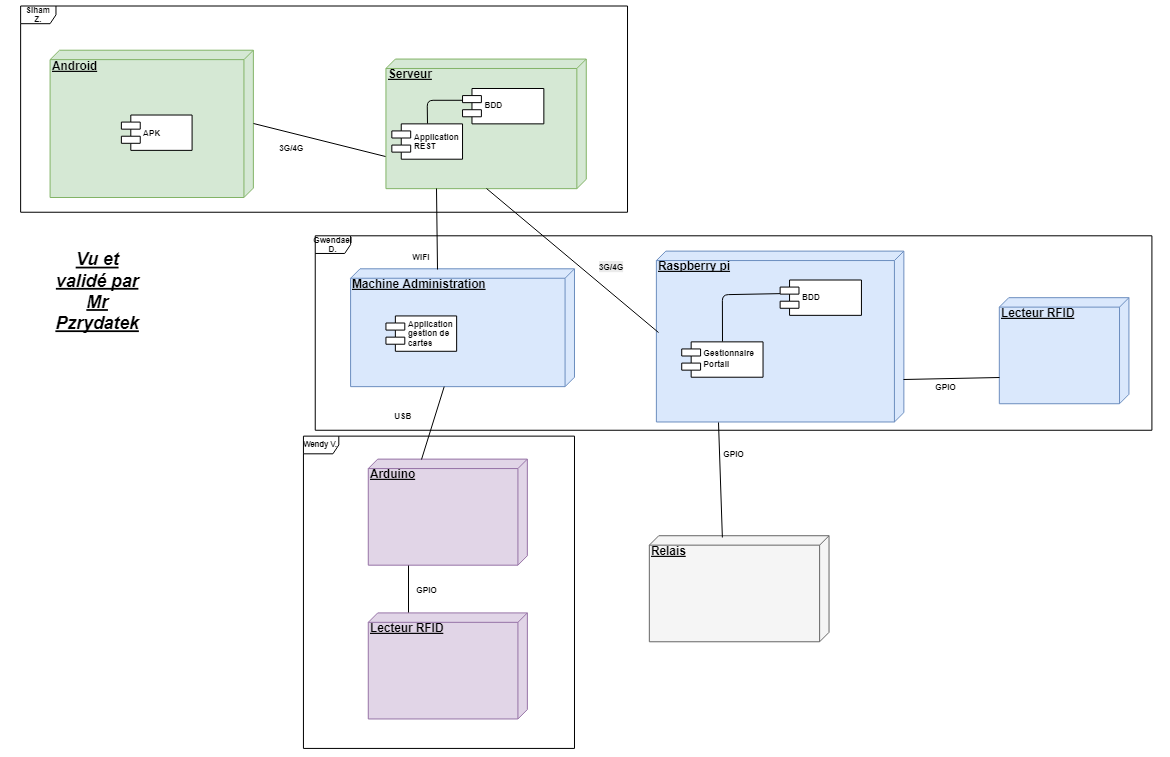 Siham
Z.
Android
APK
3G/4G
Serveur
BDD
Application
REST
Vu et
validé par
Mr
Pzrydatek
WIFI
3G/4G
Gwendael
D.
Machine Administration
Application
gestion de
cartes
Raspberry pi
BDD
Gestionnaire
Portail
GPIO
Lecteur RFID
USB
GPIO
Wendy V.
Arduino
GPIO
Lecteur RFID
Relais